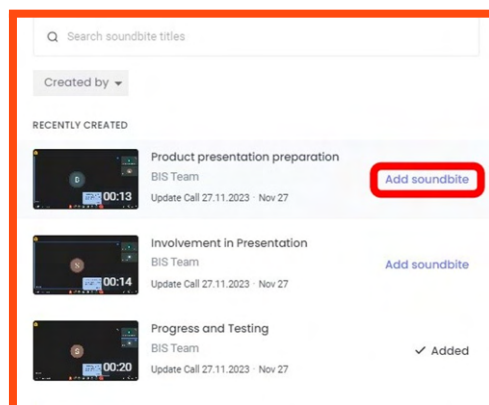 Search soundbite titles
Created by
RECENTLY CREATED
Product presentation preparation
BIS Team
Update Call 27.11.2023 · Nov 27
D
00:13
Add soundbite
Involvement in Presentation
BIS Team
Update Call 27.11.2023 · Nov 27
00:14
Add soundbite
Progress and Testing
BIS Team
Update Call 27.11.2023 · Nov 27
S
00:20
Added